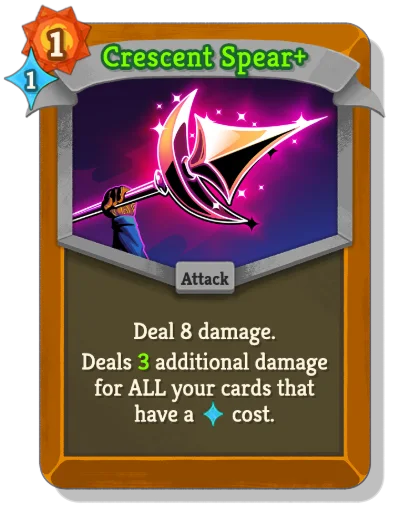 1
Crescent Spear+
1
Attack
Deal 8 damage.
Deals 3 additional damage
for ALL your cards that
have a cost.